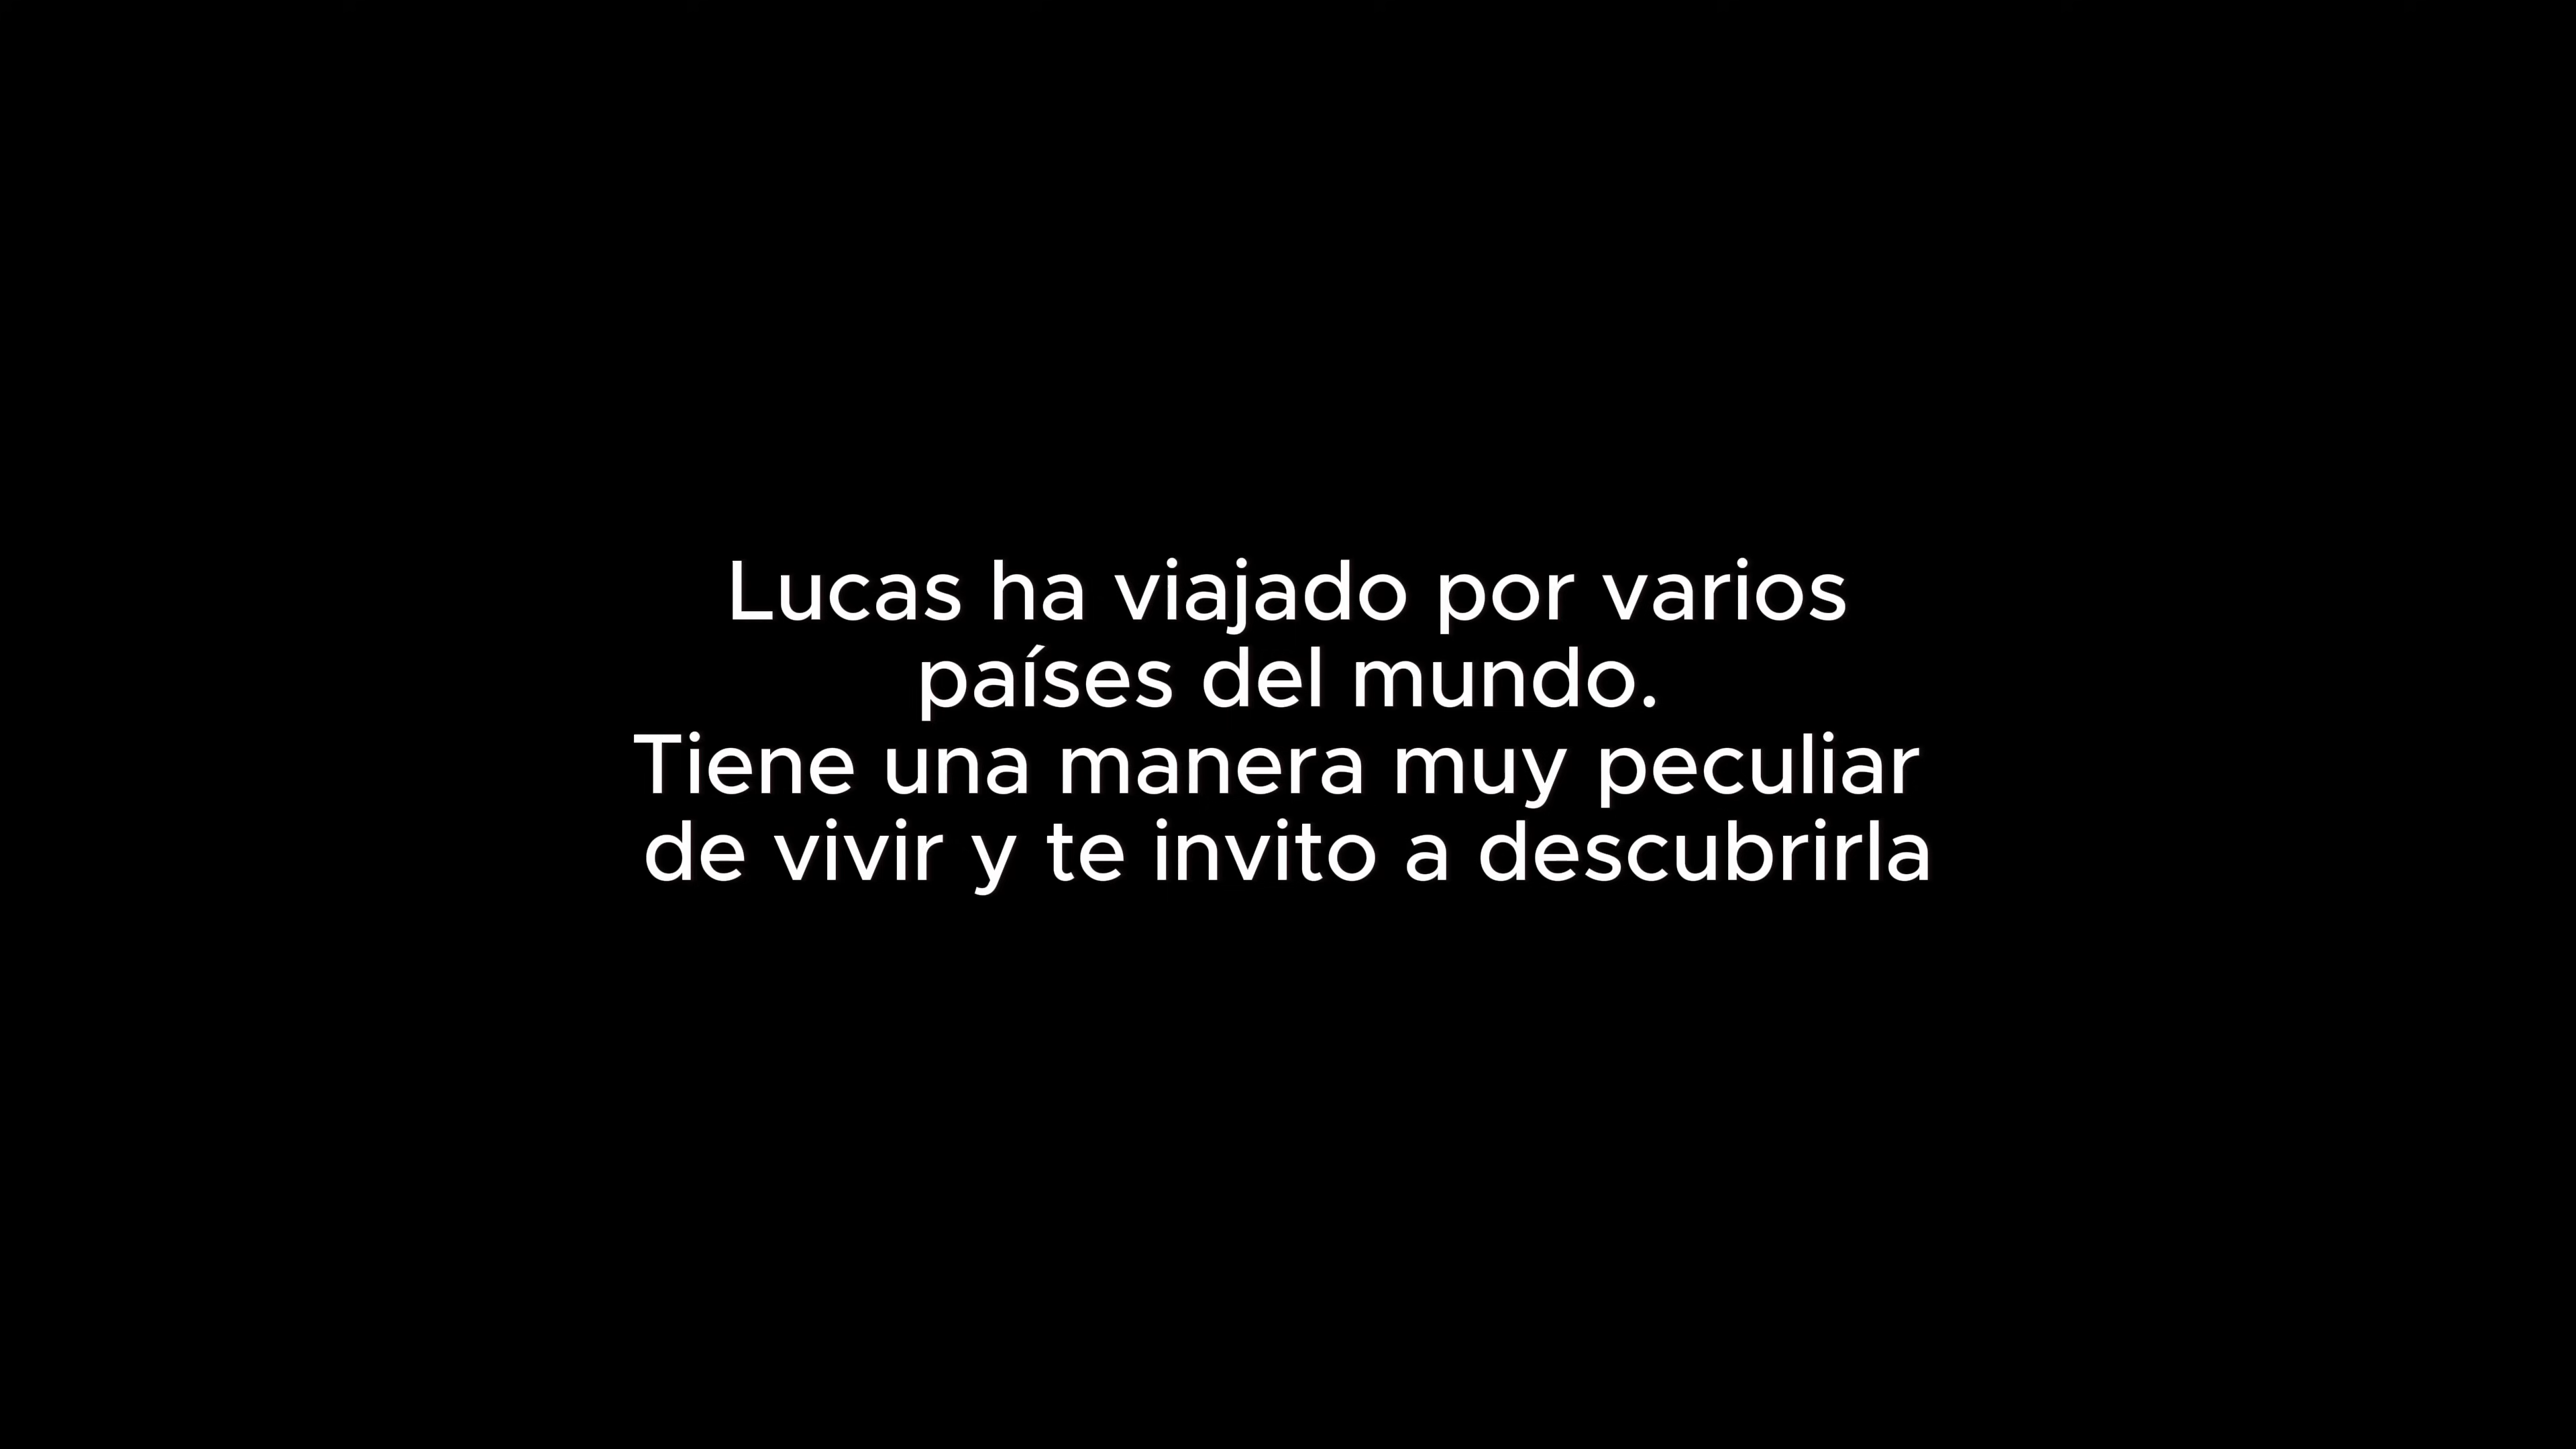 Lucas ha viajado por varios
países del mundo.
Tiene una manera muy peculiar
de vivir y te invito a descubrirla